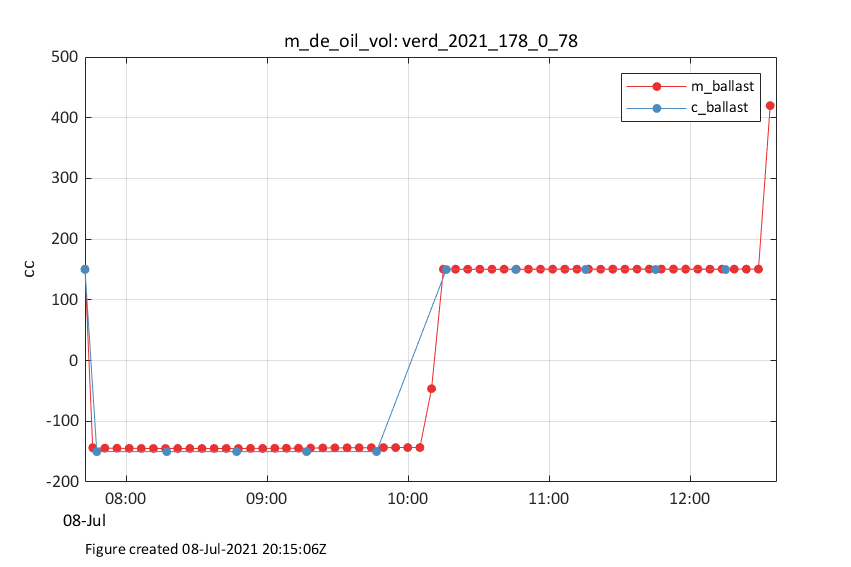 m_de_oil_vol: verd_2021_178_0_78
500
400
300
200
100
0
-100
-200
cc
m_ballast
c_ballast
08:00
09:00
10:00
11:00
12:00
08-Jul
Figure created 08-Jul-2021 20:15:06Z